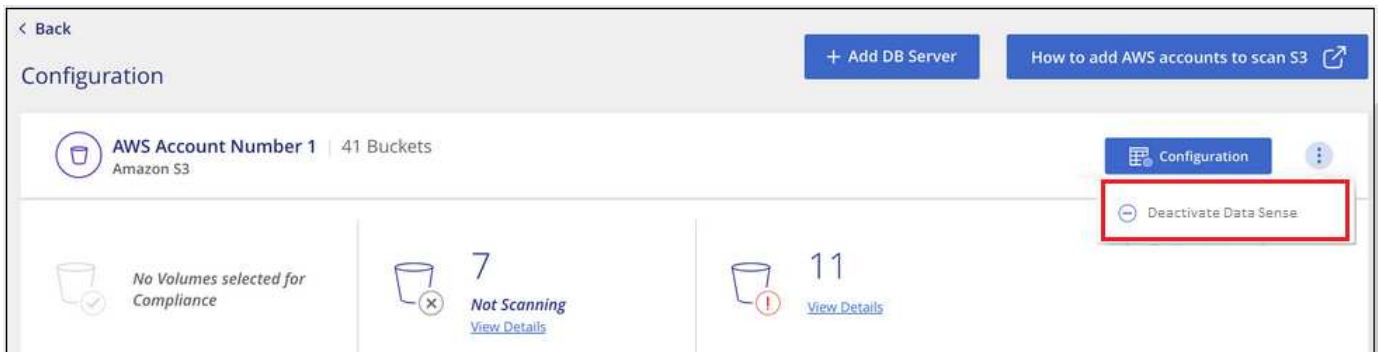 < Back
+ Add DB Server
How to add AWS accounts to scan S3
Configuration
AWS Account Number 1 | 41 Buckets
Amazon S3
Configuration
Deactivate Data Sense
No Volumes selected for
Compliance
7
Not Scanning
View Details
11
View Details